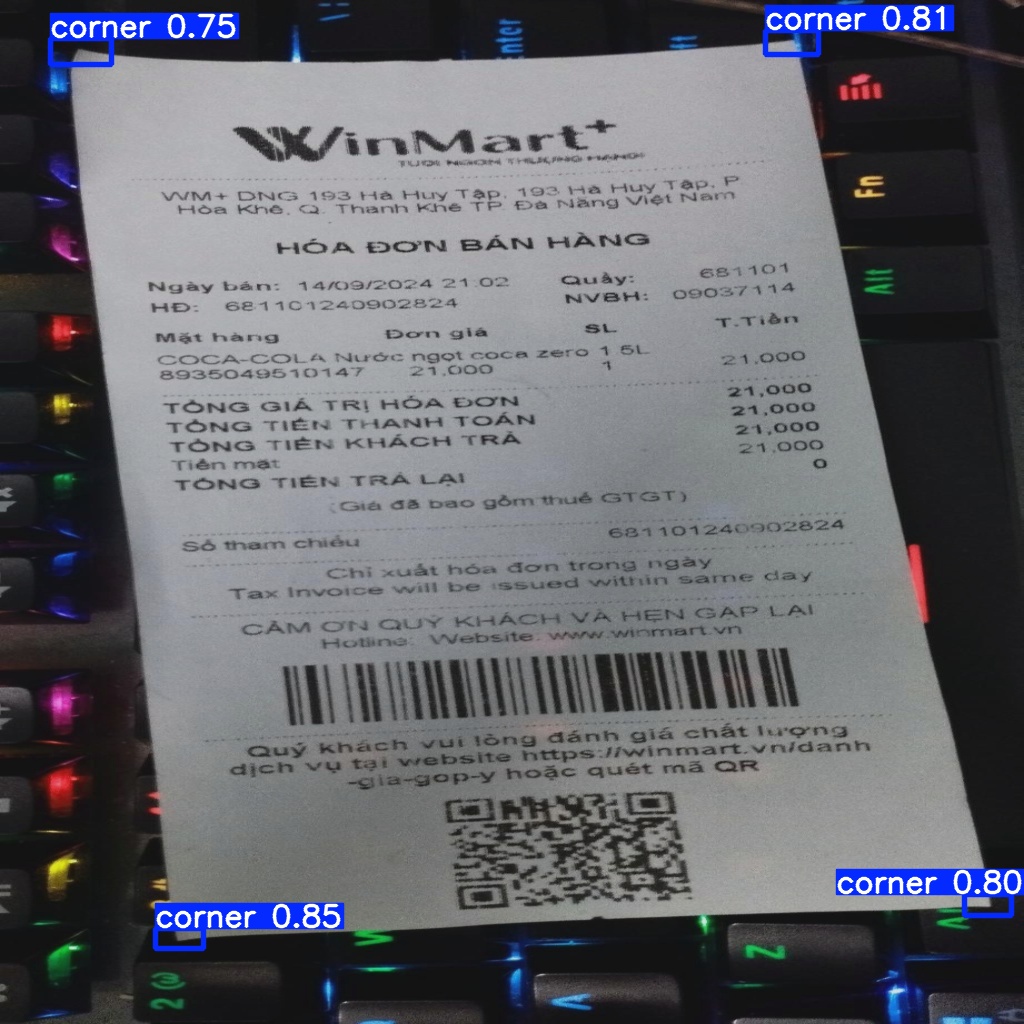 corner 0.75
corner 0.81
Enter
WinMart+
TƯƠI NGON THƯỢNG HẠNG
WM+ DNG 193 Hà Huy Tập, 193 Hà Huy Tập, P
Hòa Khê, Q. Thanh Khê TP. Đà Nẵng Việt Nam
Fn
HÓA ĐƠN BÁN HÀNG
Alt
Ngày bán: 14/09/2024 21:02 Quầy: 681101
HĐ: 681101240902824 NVBH: 09037114
Mặt hàng Đơn giá SL T.Tiền
COCA-COLA Nước ngọt coca zero 1.5L
8935049510147 21,000 1 21,000
TỔNG GIÁ TRỊ HÓA ĐƠN 21,000
TỔNG TIỀN THANH TOÁN 21,000
TỔNG TIỀN KHÁCH TRẢ 21,000
Tiền mặt 21,000
TỔNG TIỀN TRẢ LẠI 0
(Giá đã bao gồm thuế GTGT)
Số tham chiếu 681101240902824
Chỉ xuất hóa đơn trong ngày
Tax Invoice will be issued within same day
CẢM ƠN QUÝ KHÁCH VÀ HẸN GẶP LẠI
Hotline: Website: www.winmart.vn
Quý khách vui lòng đánh giá chất lượng
dịch vụ tại website https://winmart.vn/danh
-gia-gop-y hoặc quét mã QR
corner 0.80
corner 0.85
2 @
Z